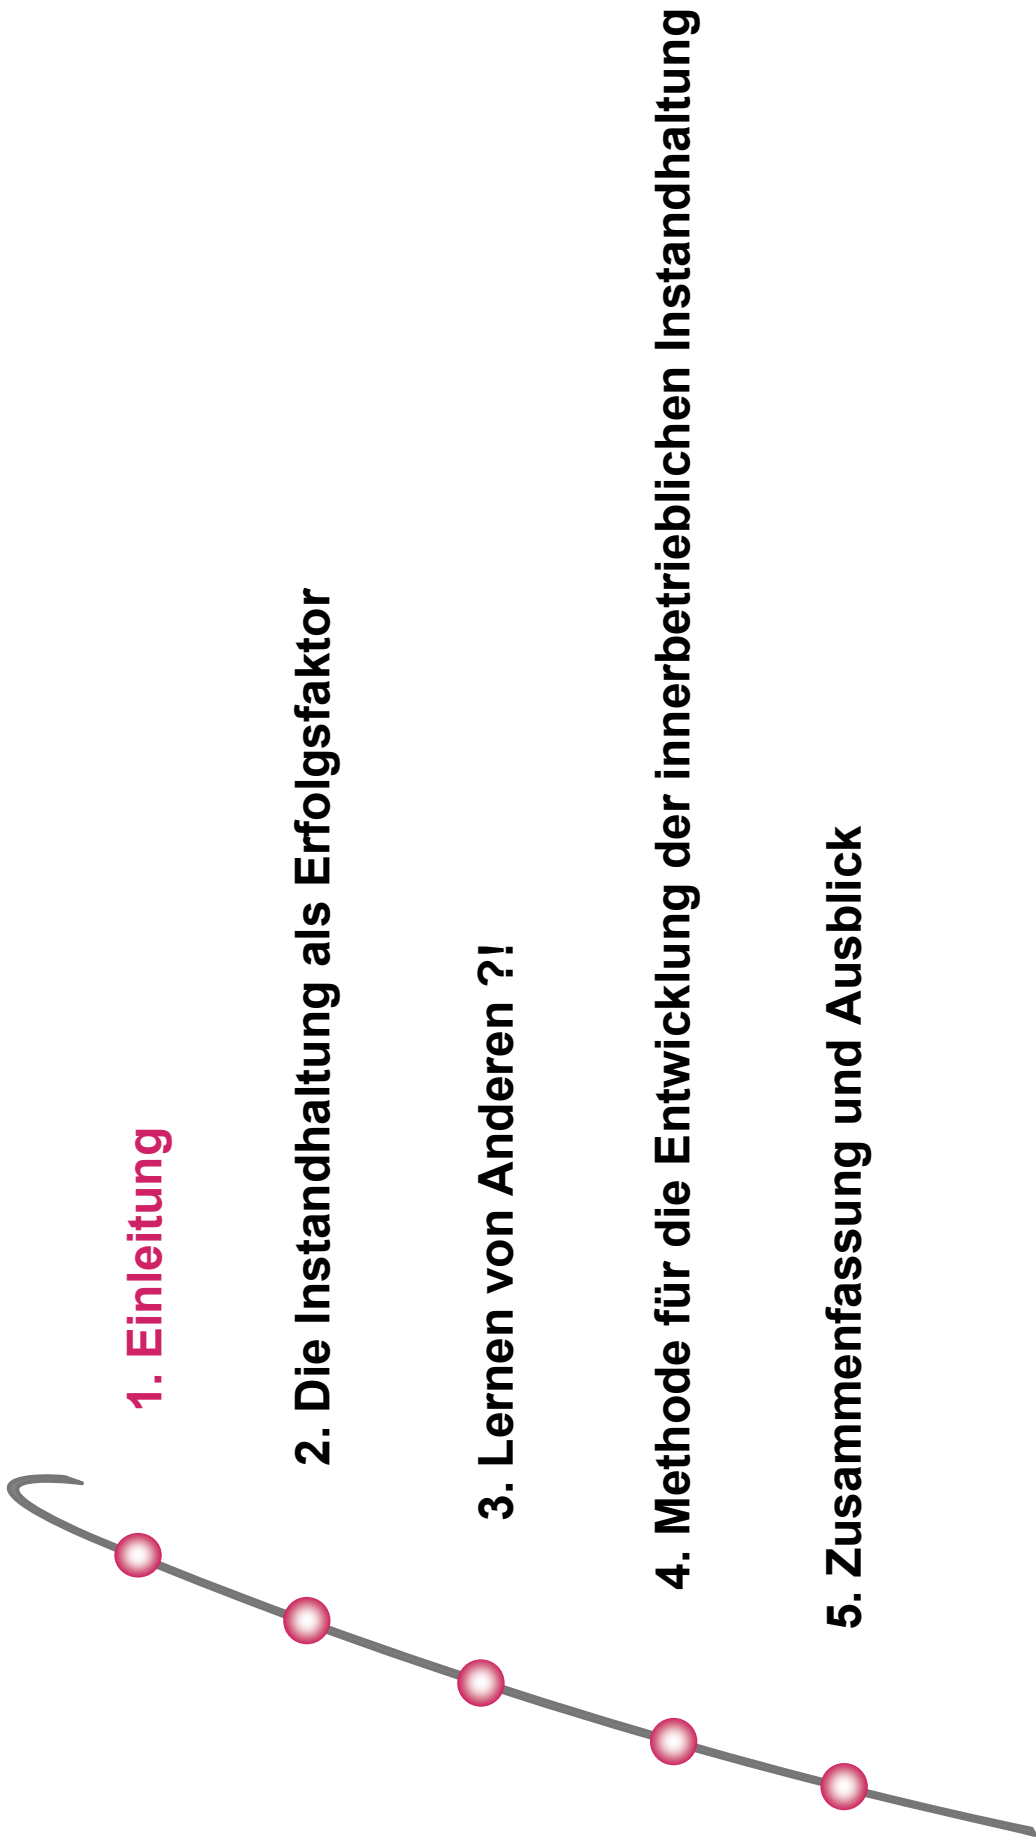 1. Einleitung
2. Die Instandhaltung als Erfolgsfaktor
3. Lernen von Anderen ?!
4. Methode für die Entwicklung der innerbetrieblichen Instandhaltung
5. Zusammenfassung und Ausblick